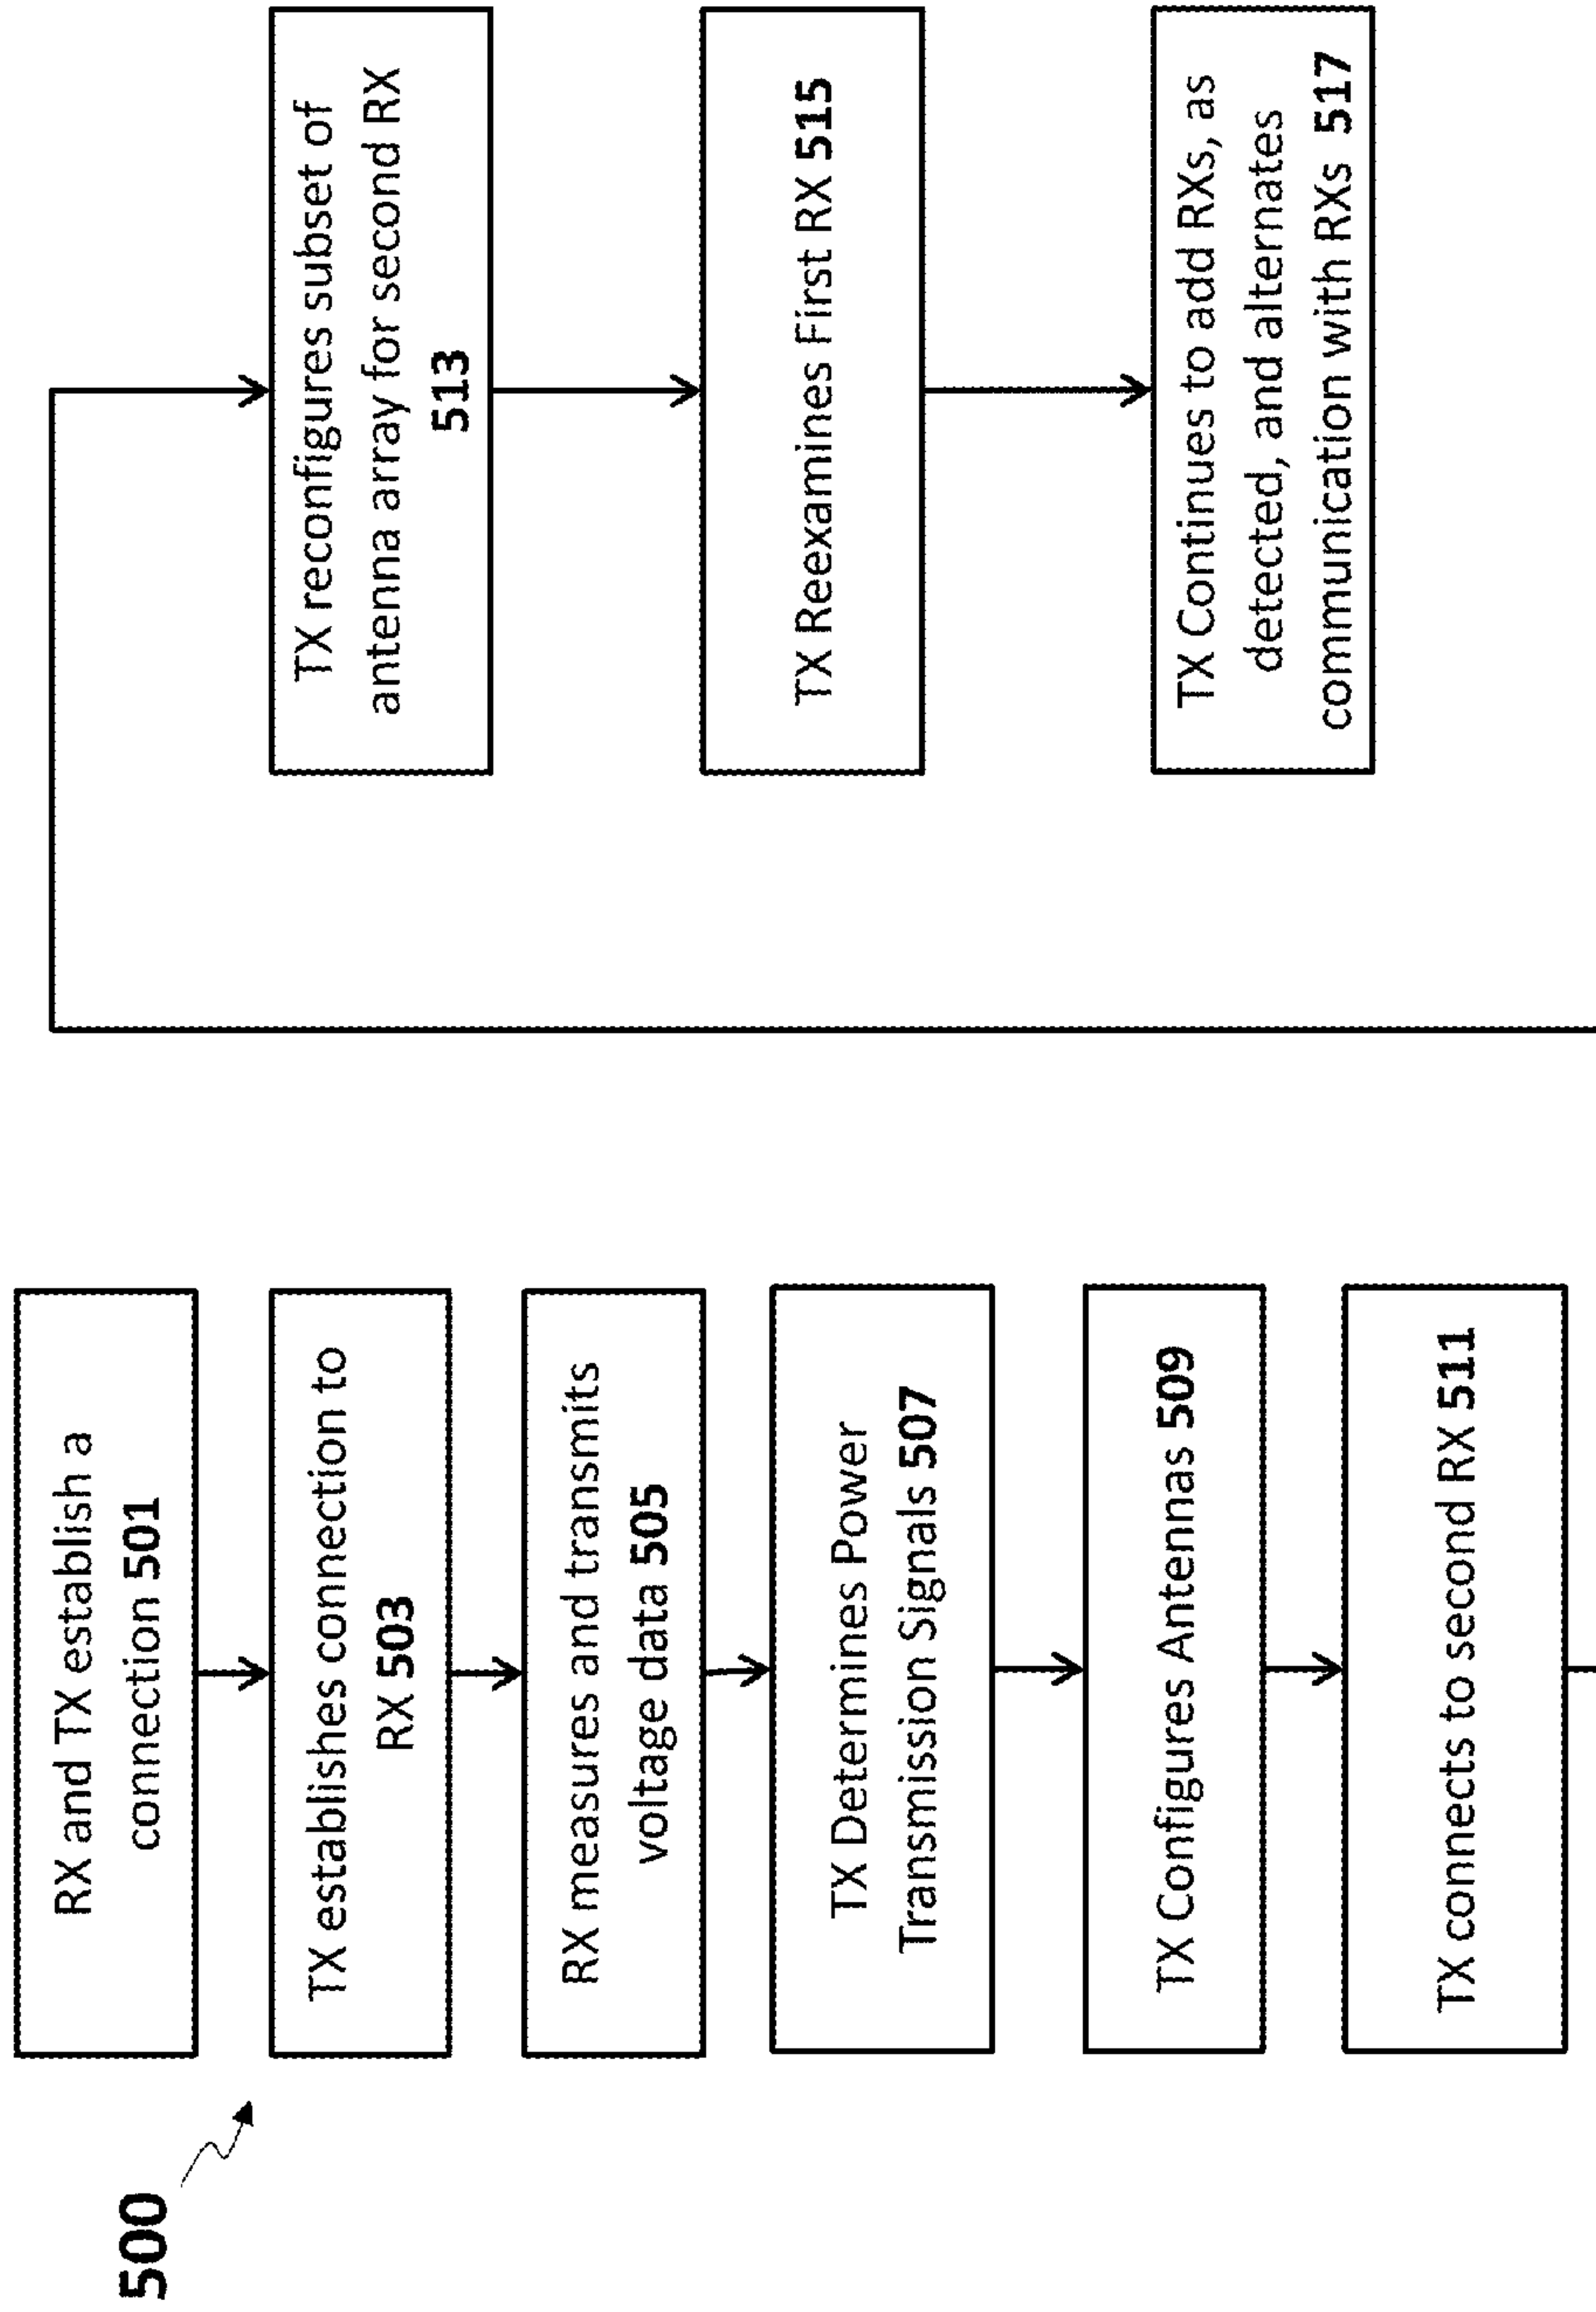 500
RX and TX establish a
connection 501
TX establishes connection to
RX 503
RX measures and transmits
voltage data 505
TX Determines Power
Transmission Signals 507
TX Configures Antennas 509
TX connects to second RX 511
TX reconfigures subset of
antenna array for second RX
513
TX Reexamines First RX 515
TX Continues to add RXs, as
detected, and alternates
communication with RXs 517